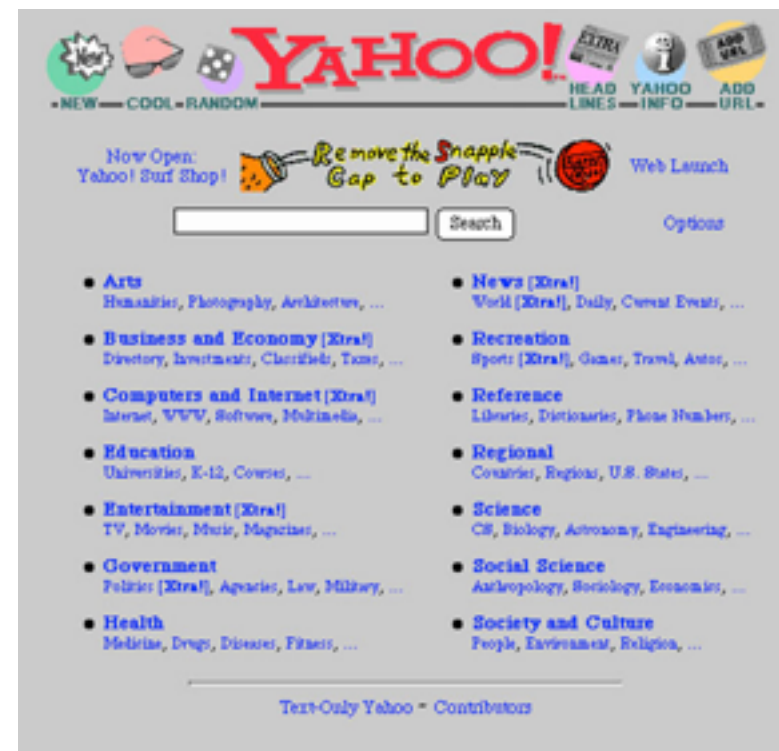 New
EXTRA
i
ADD URL
YAHOO!
NEW COOL RANDOM
HEAD LINES
YAHOO INFO
ADD URL
Now Open:
Yahoo! Surf Shop!
Remove the Snapple
Cap to Play
Web Launch
Search
Options
Arts
Humanities, Photography, Architecture, ...
Business and Economy [Xtra!]
Directory, Investments, Classifieds, Taxes, ...
Computers and Internet [Xtra!]
Internet, WWW, Software, Multimedia, ...
Education
Universities, K-12, Courses, ...
Entertainment [Xtra!]
TV, Movies, Music, Magazines, ...
Government
Politics [Xtra!], Agencies, Law, Military, ...
Health
Medicine, Drugs, Diseases, Fitness, ...
News [Xtra!]
World [Xtra!], Daily, Current Events, ...
Recreation
Sports [Xtra!], Games, Travel, Autos, ...
Reference
Libraries, Dictionaries, Phone Numbers, ...
Regional
Countries, Regions, U.S. States, ...
Science
CS, Biology, Astronomy, Engineering, ...
Social Science
Anthropology, Sociology, Economics, ...
Society and Culture
People, Environment, Religion, ...
Text-Only Yahoo - Contributors